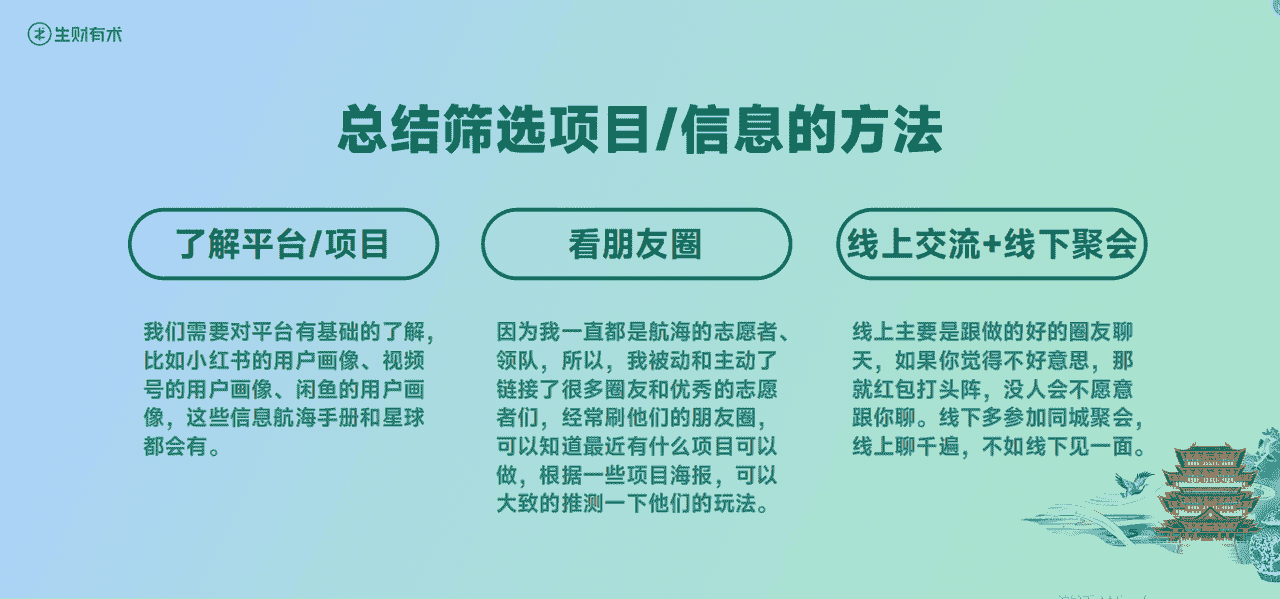 生财有术
总结筛选项目/信息的方法
了解平台/项目
我们需要对平台有基础的了解，
比如小红书的用户画像、视频
号的用户画像、闲鱼的用户画
像，这些信息航海手册和星球
都会有。
看朋友圈
因为我一直都是航海的志愿者、
领队，所以，我被动和主动了
链接了很多圈友和优秀的志愿
者们，经常刷他们的朋友圈，
可以知道最近有什么项目可以
做，根据一些项目海报，可以
大致的推测一下他们的玩法。
线上交流+线下聚会
线上主要是跟做的好的圈友聊
天，如果你觉得不好意思，那
就红包打头阵，没人会不愿意
跟你聊。线下多参加同城聚会，
线上聊千遍，不如线下见一面。